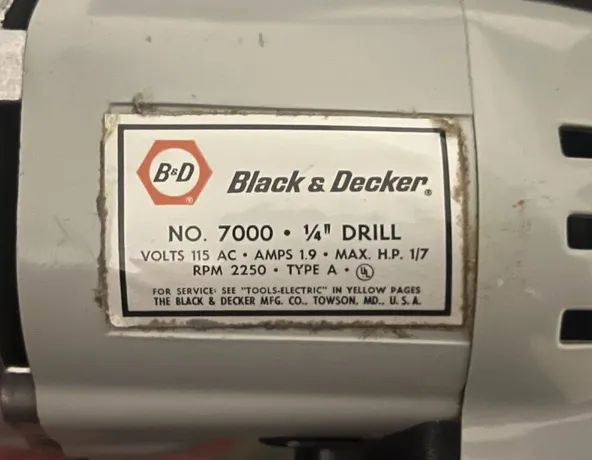 B&D
®
Black & Decker®
NO. 7000 • 1/4" DRILL
VOLTS 115 AC • AMPS 1.9 • MAX. H.P. 1/7
RPM 2250 • TYPE A • UL
FOR SERVICE: SEE "TOOLS-ELECTRIC" IN YELLOW PAGES
THE BLACK & DECKER MFG. CO., TOWSON, MD., U.S.A.